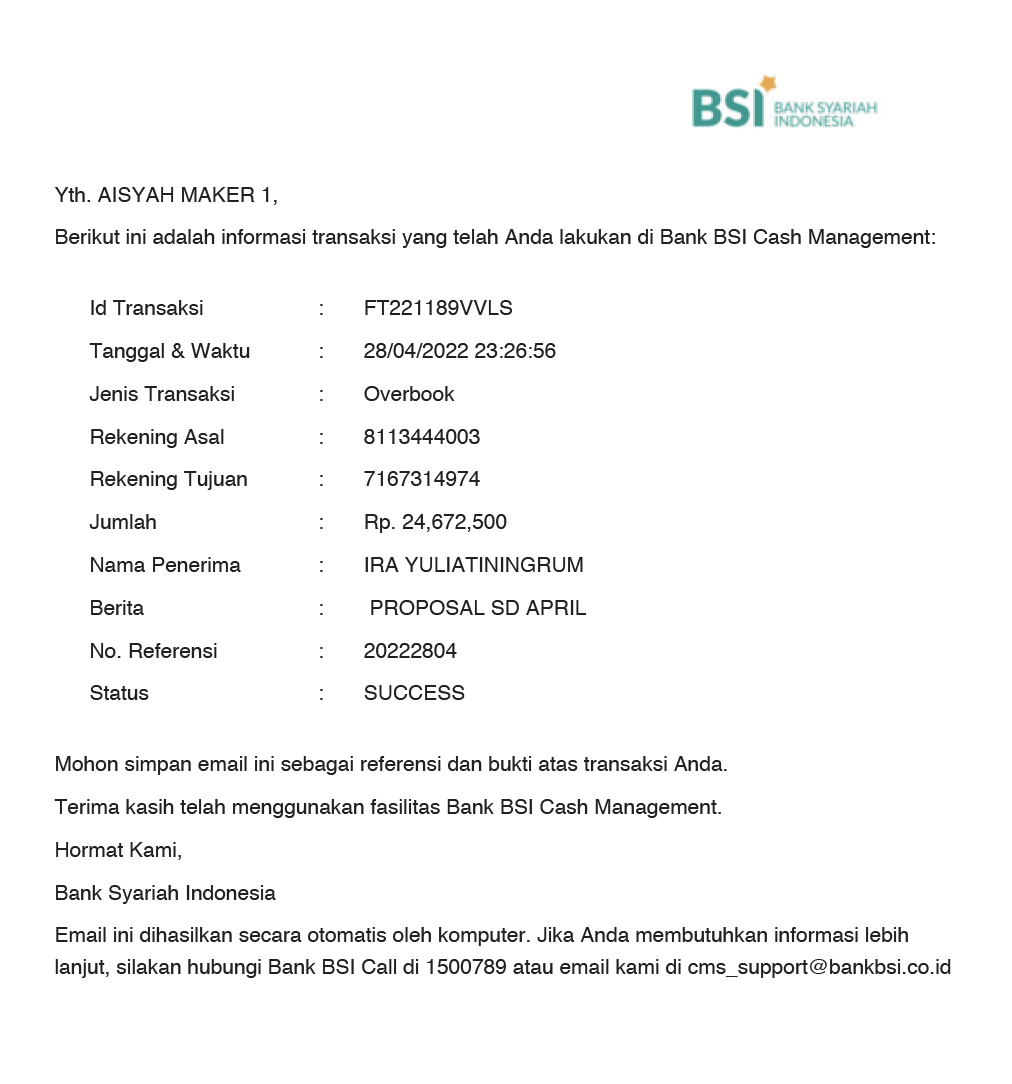 BSI BANK SYARIAH
INDONESIA
Yth. AISYAH MAKER 1,
Berikut ini adalah informasi transaksi yang telah Anda lakukan di Bank BSI Cash Management:
Id Transaksi : FT221189VVLS
Tanggal & Waktu : 28/04/2022 23:26:56
Jenis Transaksi : Overbook
Rekening Asal : 8113444003
Rekening Tujuan : 7167314974
Jumlah : Rp. 24,672,500
Nama Penerima : IRA YULIATININGRUM
Berita : PROPOSAL SD APRIL
No. Referensi : 20222804
Status : SUCCESS
Mohon simpan email ini sebagai referensi dan bukti atas transaksi Anda.
Terima kasih telah menggunakan fasilitas Bank BSI Cash Management.
Hormat Kami,
Bank Syariah Indonesia
Email ini dihasilkan secara otomatis oleh komputer. Jika Anda membutuhkan informasi lebih
lanjut, silakan hubungi Bank BSI Call di 1500789 atau email kami di cms_support@bankbsi.co.id